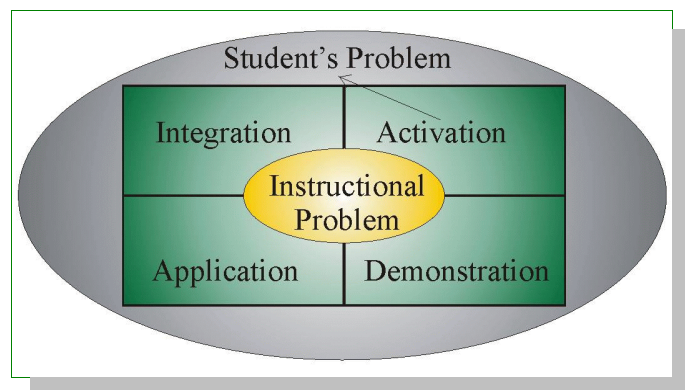 Student's Problem
Integration
Activation
Instructional
Problem
Application
Demonstration